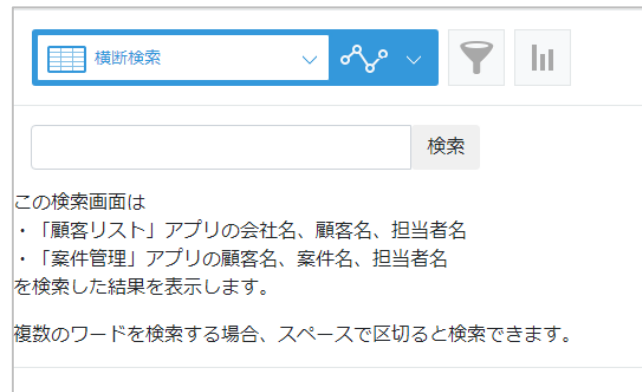 横断検索
検索
この検索画面は
・「顧客リスト」アプリの会社名、顧客名、担当者名
・「案件管理」アプリの顧客名、案件名、担当者名
を検索した結果を表示します。
複数のワードを検索する場合、スペースで区切ると検索できます。